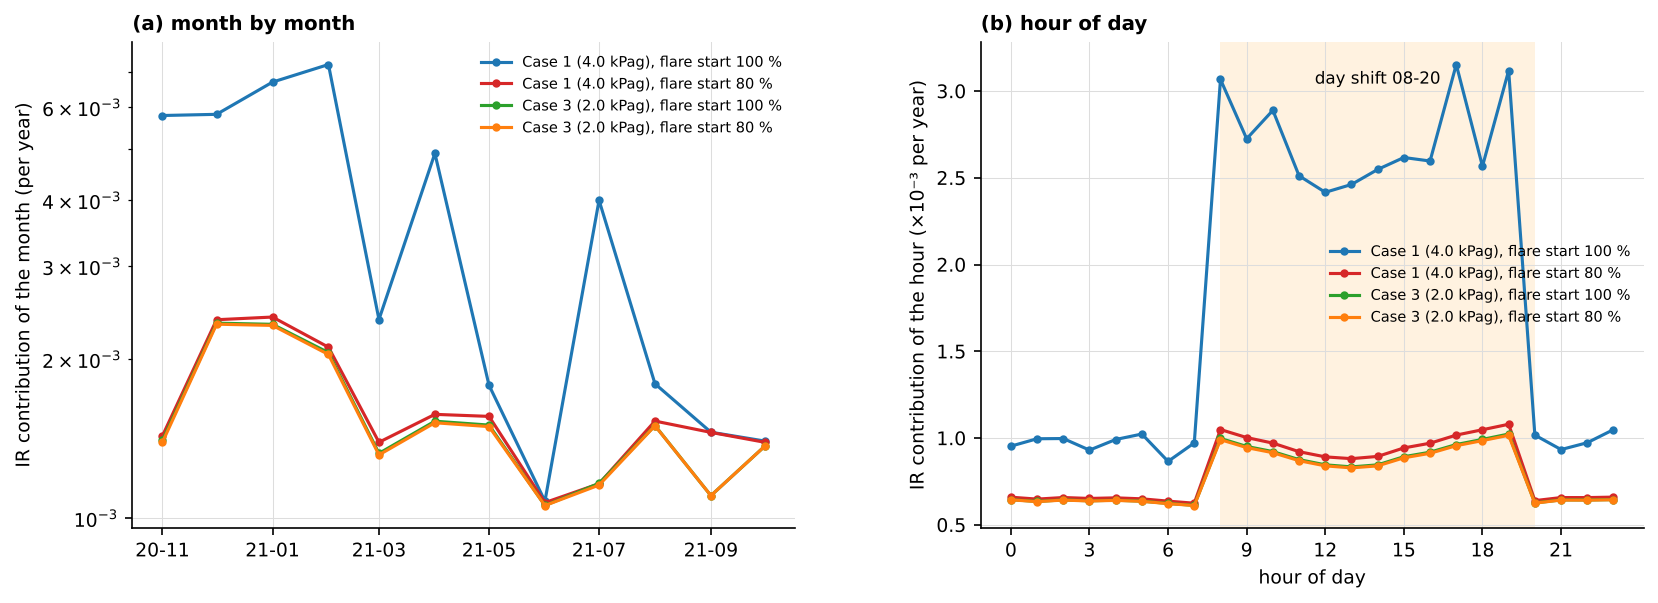 (a) month by month
IR contribution of the month (per year)
6 × 10⁻³
4 × 10⁻³
3 × 10⁻³
2 × 10⁻³
10⁻³
Case 1 (4.0 kPag), flare start 100 %
Case 1 (4.0 kPag), flare start 80 %
Case 3 (2.0 kPag), flare start 100 %
Case 3 (2.0 kPag), flare start 80 %
20-11 21-01 21-03 21-05 21-07 21-09
(b) hour of day
IR contribution of the hour (×10⁻³ per year)
3.0
2.5
2.0
1.5
1.0
0.5
day shift 08-20
Case 1 (4.0 kPag), flare start 100 %
Case 1 (4.0 kPag), flare start 80 %
Case 3 (2.0 kPag), flare start 100 %
Case 3 (2.0 kPag), flare start 80 %
0 3 6 9 12 15 18 21
hour of day